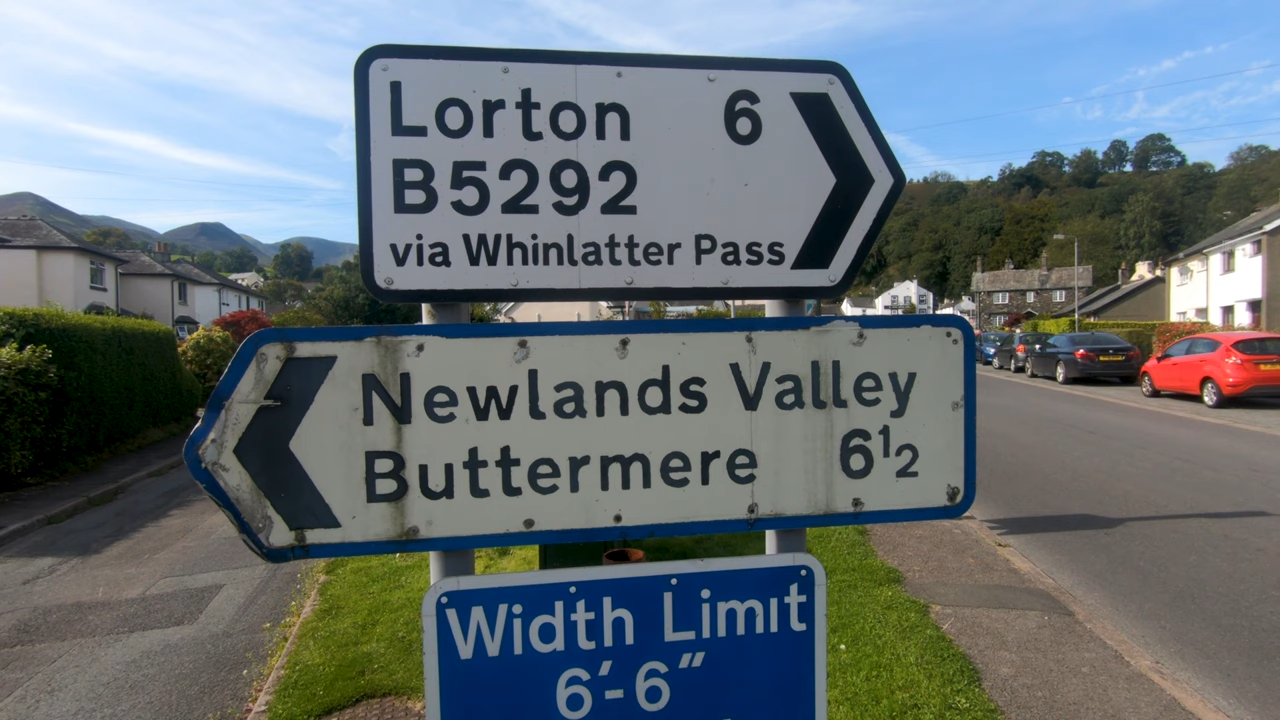 Lorton 6
B5292
via Whinlatter Pass
Newlands Valley
Buttermere 6½
Width Limit
6'-6"